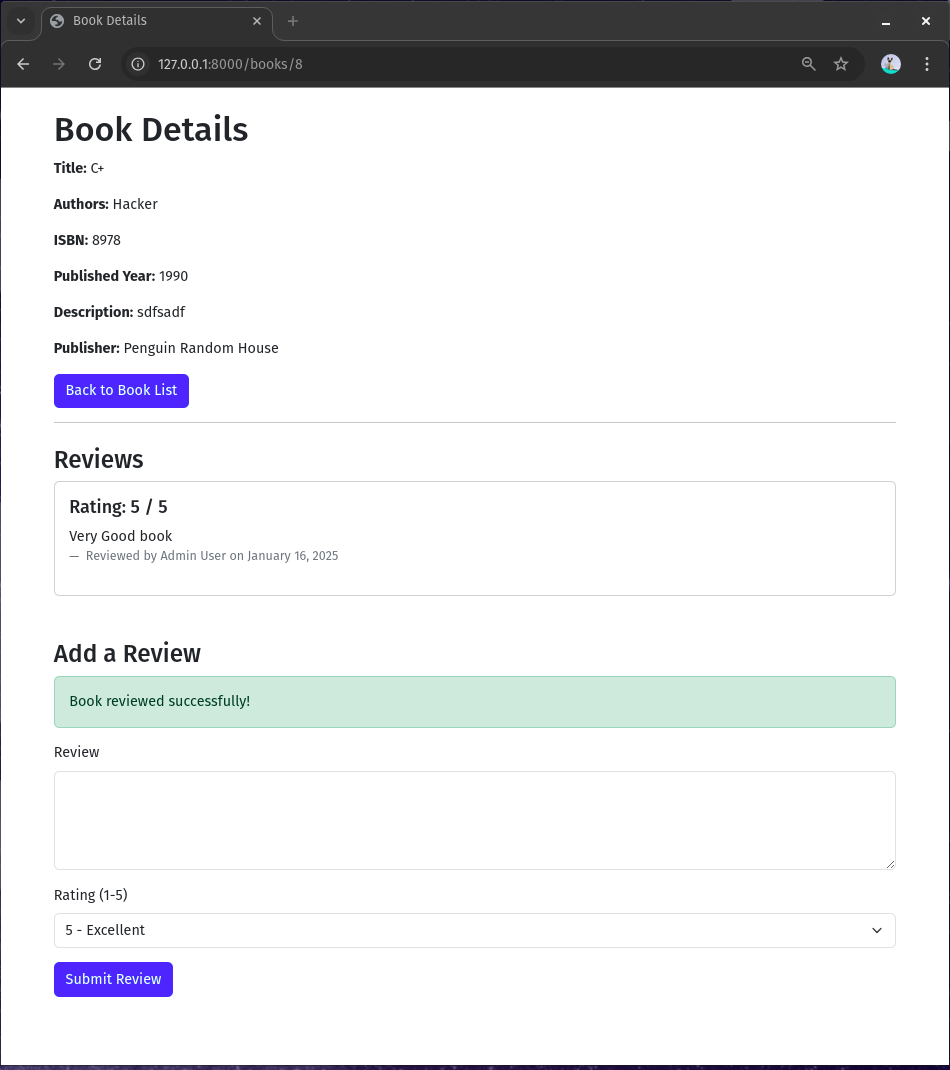 Book Details
127.0.0.1:8000/books/8
Book Details
Title: C+
Authors: Hacker
ISBN: 8978
Published Year: 1990
Description: sdfsadf
Publisher: Penguin Random House
Back to Book List
Reviews
Rating: 5 / 5
Very Good book
— Reviewed by Admin User on January 16, 2025
Add a Review
Book reviewed successfully!
Review
Rating (1-5)
5 - Excellent
Submit Review